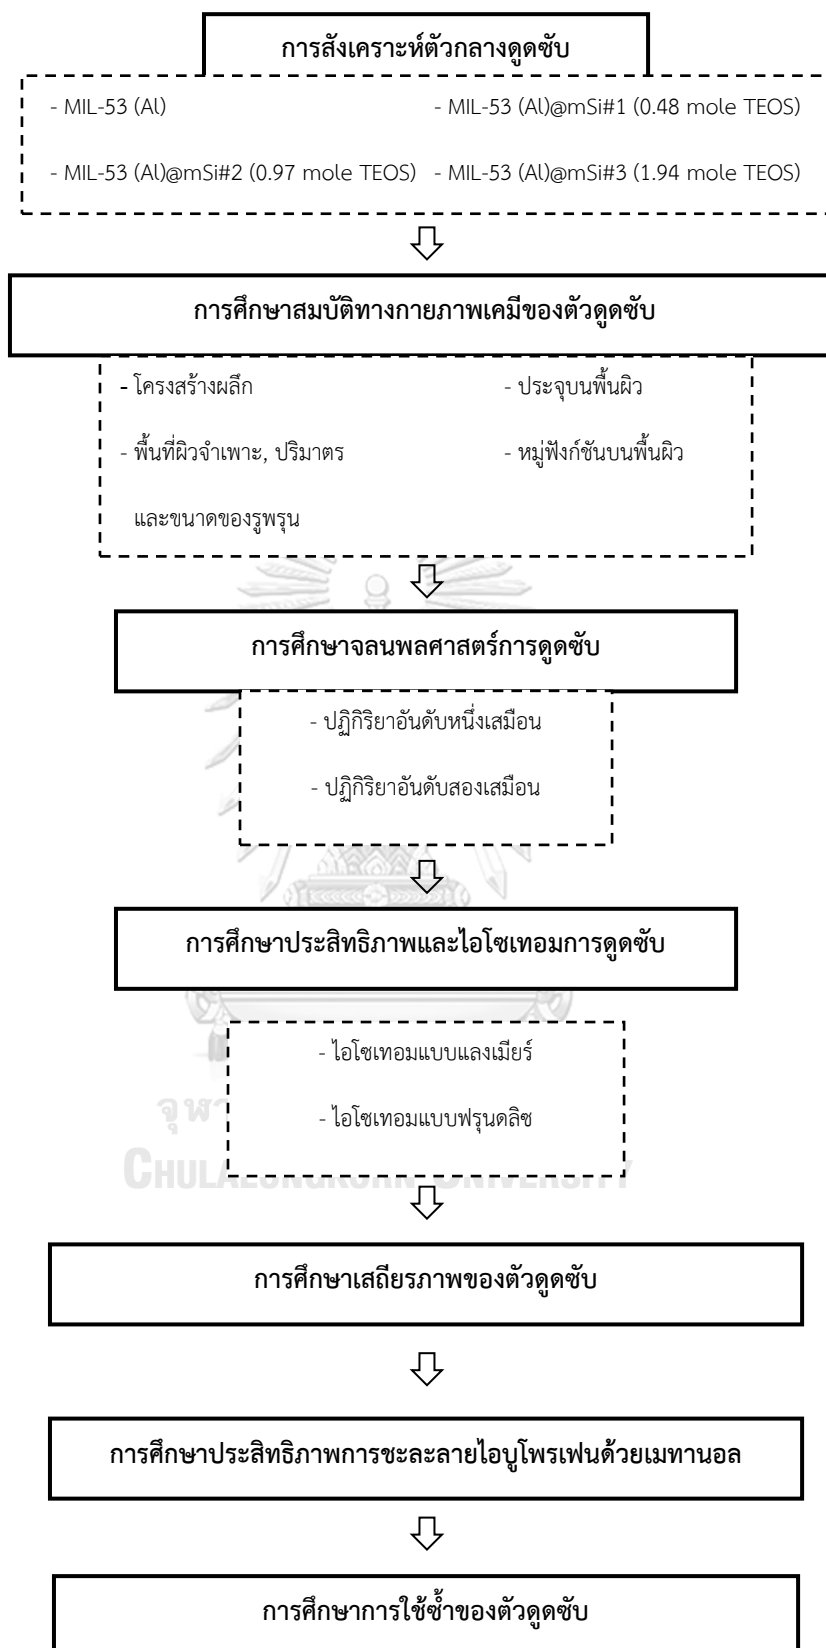 การสังเคราะห์ตัวกลางดูดซับ
- MIL-53 (Al) - MIL-53 (Al)@mSi#1 (0.48 mole TEOS)
- MIL-53 (Al)@mSi#2 (0.97 mole TEOS) - MIL-53 (Al)@mSi#3 (1.94 mole TEOS)
การศึกษาสมบัติทางกายภาพเคมีของตัวดูดซับ
- โครงสร้างผลึก - ประจุบนพื้นผิว
- พื้นที่ผิวจำเพาะ, ปริมาตร - หมู่ฟังก์ชันบนพื้นผิว
และขนาดของรูพรุน
การศึกษาจลนพลศาสตร์การดูดซับ
- ปฏิกิริยาอันดับหนึ่งเสมือน
- ปฏิกิริยาอันดับสองเสมือน
การศึกษาประสิทธิภาพและไอโซเทอมการดูดซับ
- ไอโซเทอมแบบแลงเมียร์
- ไอโซเทอมแบบฟรุนดลิช
จุฬา
CHULALONGKORN UNIVERSITY
การศึกษาเสถียรภาพของตัวดูดซับ
การศึกษาประสิทธิภาพการชะละลายไอบูโพรเฟนด้วยเมทานอล
การศึกษาการใช้ซ้ำของตัวดูดซับ